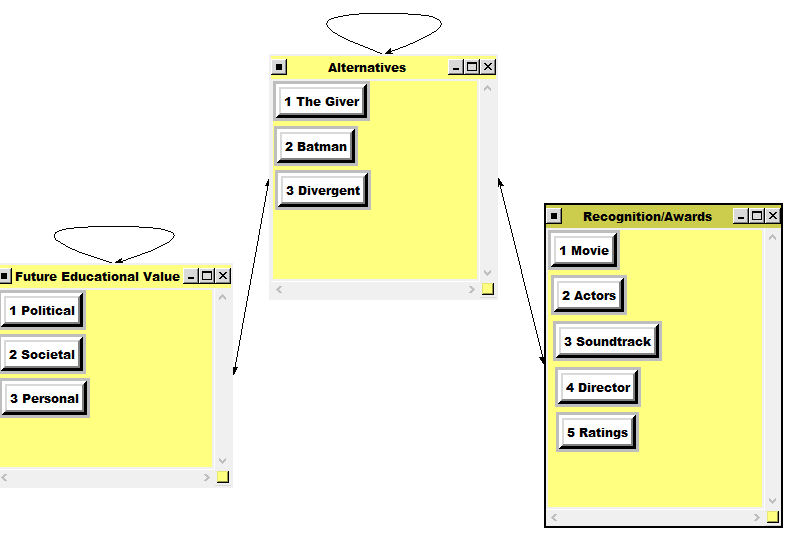 Alternatives
1 The Giver
2 Batman
3 Divergent
Future Educational Value
1 Political
2 Societal
3 Personal
Recognition/Awards
1 Movie
2 Actors
3 Soundtrack
4 Director
5 Ratings